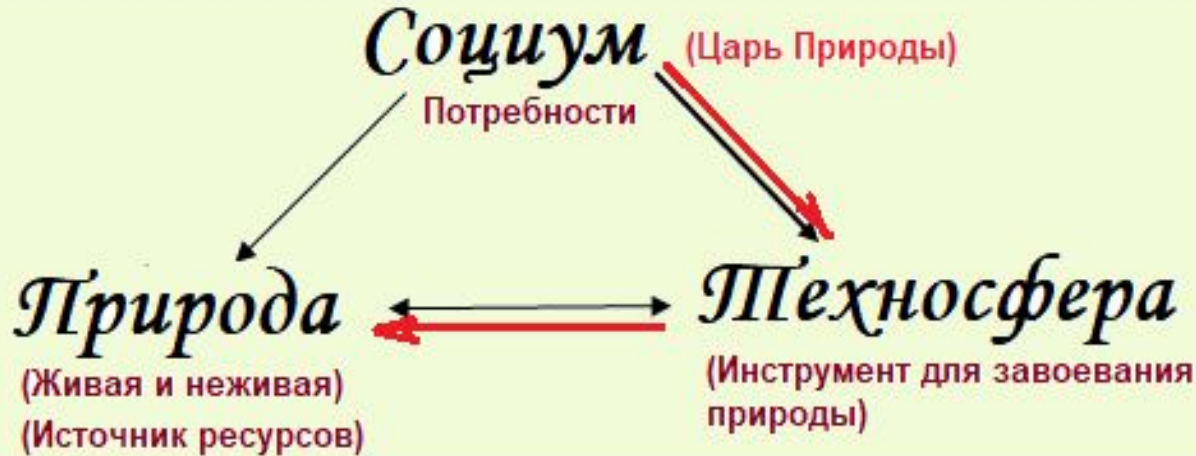 Социум (Царь Природы)
Потребности
Природа
Техносфера
(Живая и неживая)
(Источник ресурсов)
(Инструмент для завоевания
природы)